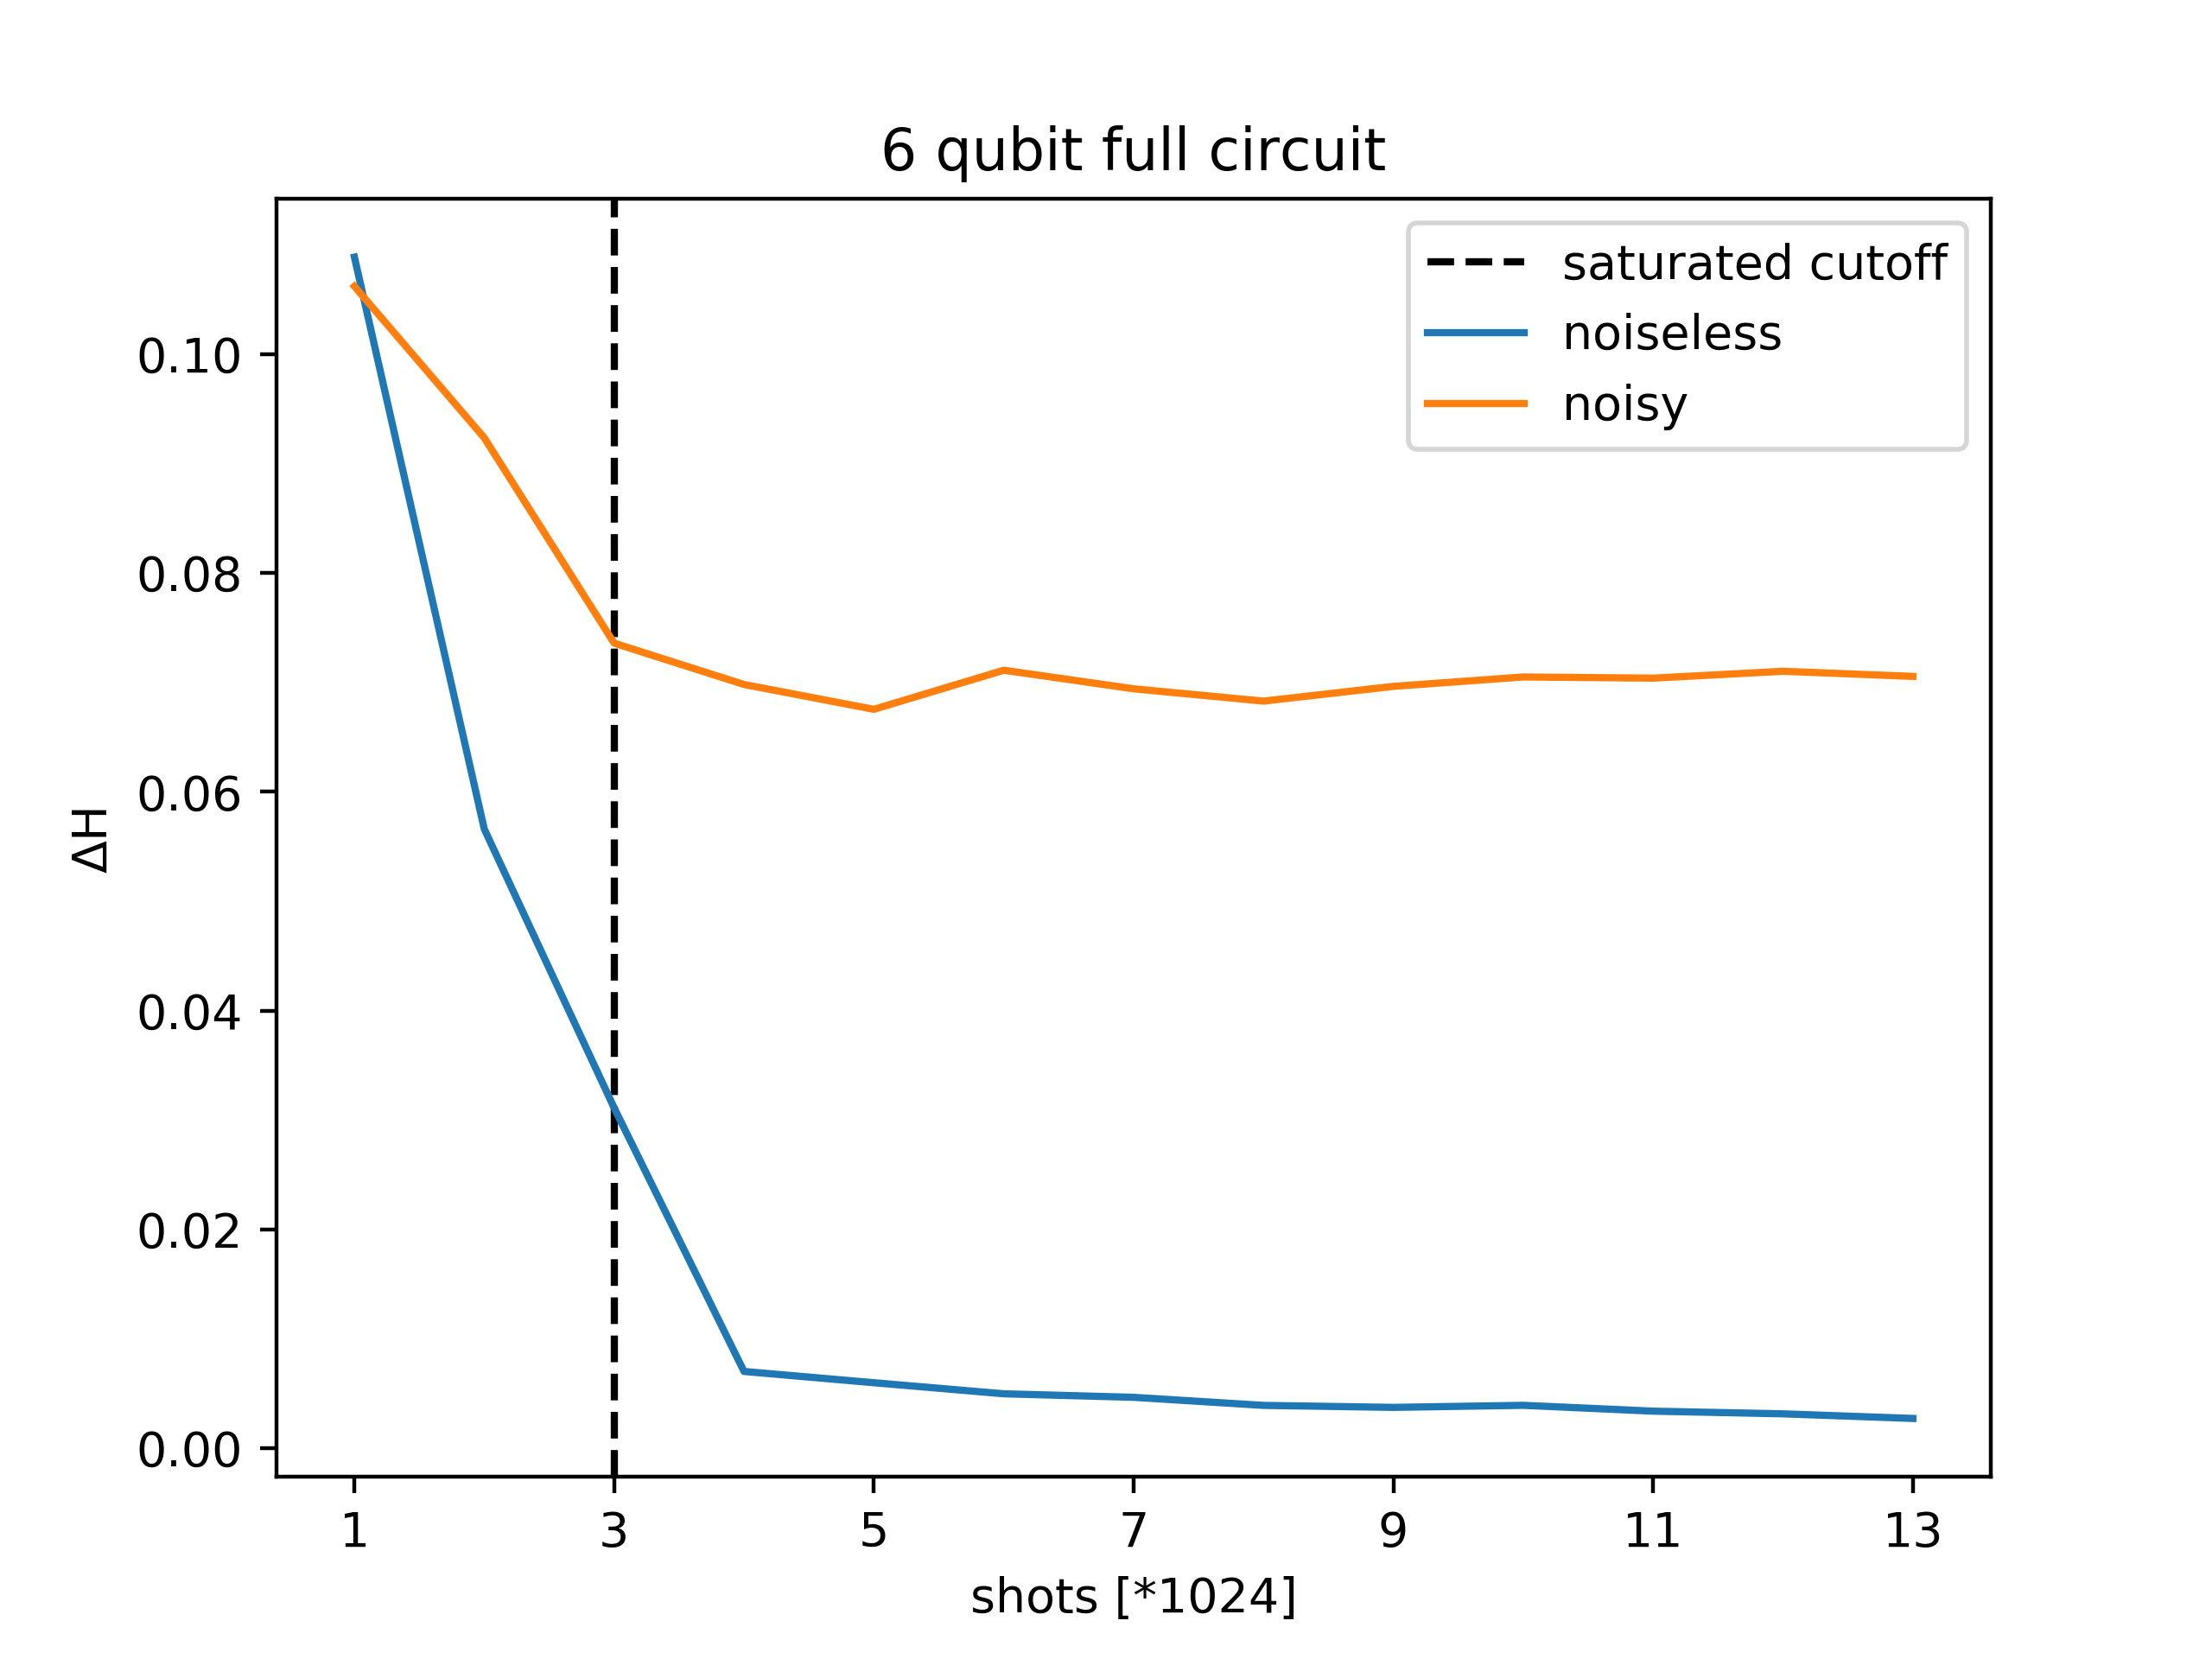 6 qubit full circuit
saturated cutoff
noiseless
noisy
0.10
0.08
0.06
0.04
0.02
0.00
ΔH
1 3 5 7 9 11 13
shots [*1024]